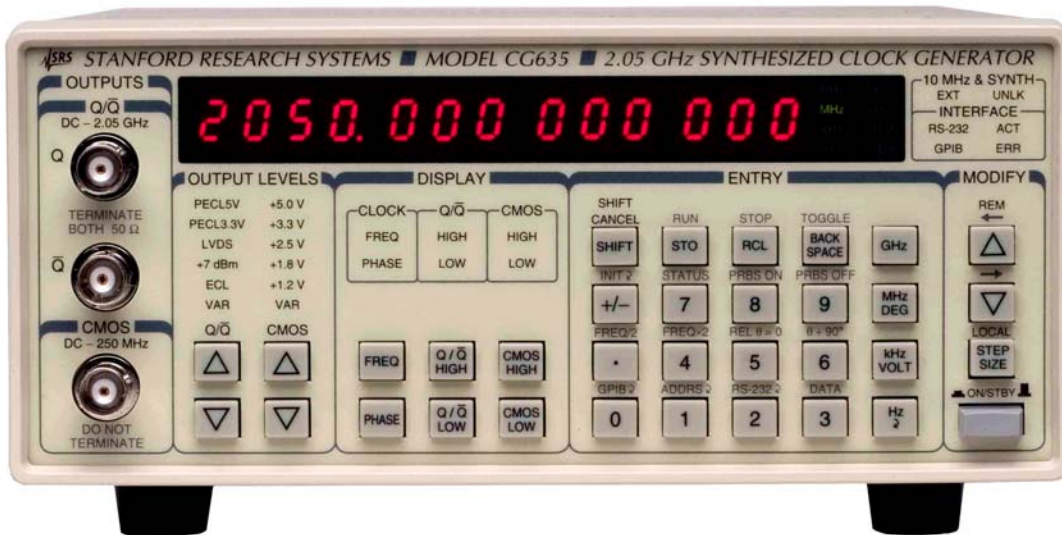 SRS STANFORD RESEARCH SYSTEMS ■ MODEL CG635 ■ 2.05 GHz SYNTHESIZED CLOCK GENERATOR
OUTPUTS
Q/Q̅
DC – 2.05 GHz
Q
TERMINATE
BOTH 50 Ω
Q̅
CMOS
DC – 250 MHz
DO NOT
TERMINATE
2050.000 000 000
MHz
10 MHz & SYNTH
EXT UNLK
INTERFACE
RS-232 ACT
GPIB ERR
OUTPUT LEVELS
PECL5V +5.0 V
PECL3.3V +3.3 V
LVDS +2.5 V
+7 dBm +1.8 V
ECL +1.2 V
VAR VAR
Q/Q̅ CMOS
DISPLAY
CLOCK Q/Q̅ CMOS
FREQ HIGH HIGH
PHASE LOW LOW
FREQ Q/Q̅ HIGH CMOS HIGH
PHASE Q/Q̅ LOW CMOS LOW
ENTRY
SHIFT
CANCEL RUN STOP TOGGLE
SHIFT STO RCL BACK SPACE GHz
INIT STATUS PRBS ON PRBS OFF
+/− 7 8 9 MHz DEG
FREQ/2 FREQ×2 REL θ = 0 θ + 90°
. 4 5 6 kHz VOLT
GPIB ADDRS RS-232 DATA
0 1 2 3 Hz
MODIFY
REM
←
△
→
▽
LOCAL
STEP
SIZE
ON/STBY